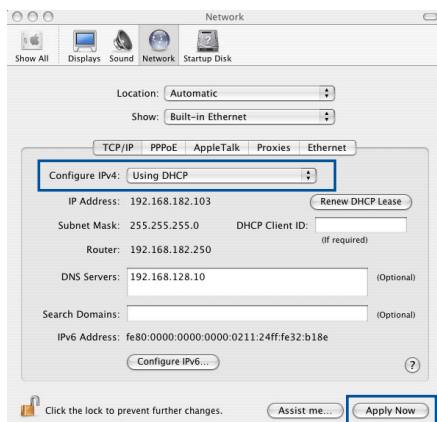 Network
Show All Displays Sound Network Startup Disk
Location: Automatic
Show: Built-in Ethernet
TCP/IP PPPoE AppleTalk Proxies Ethernet
Configure IPv4: Using DHCP
IP Address: 192.168.182.103 Renew DHCP Lease
Subnet Mask: 255.255.255.0 DHCP Client ID:
(If required)
Router: 192.168.182.250
DNS Servers: 192.168.128.10 (Optional)
Search Domains: (Optional)
IPv6 Address: fe80:0000:0000:0000:0211:24ff:fe32:b18e
Configure IPv6... ?
Click the lock to prevent further changes. Assist me... Apply Now